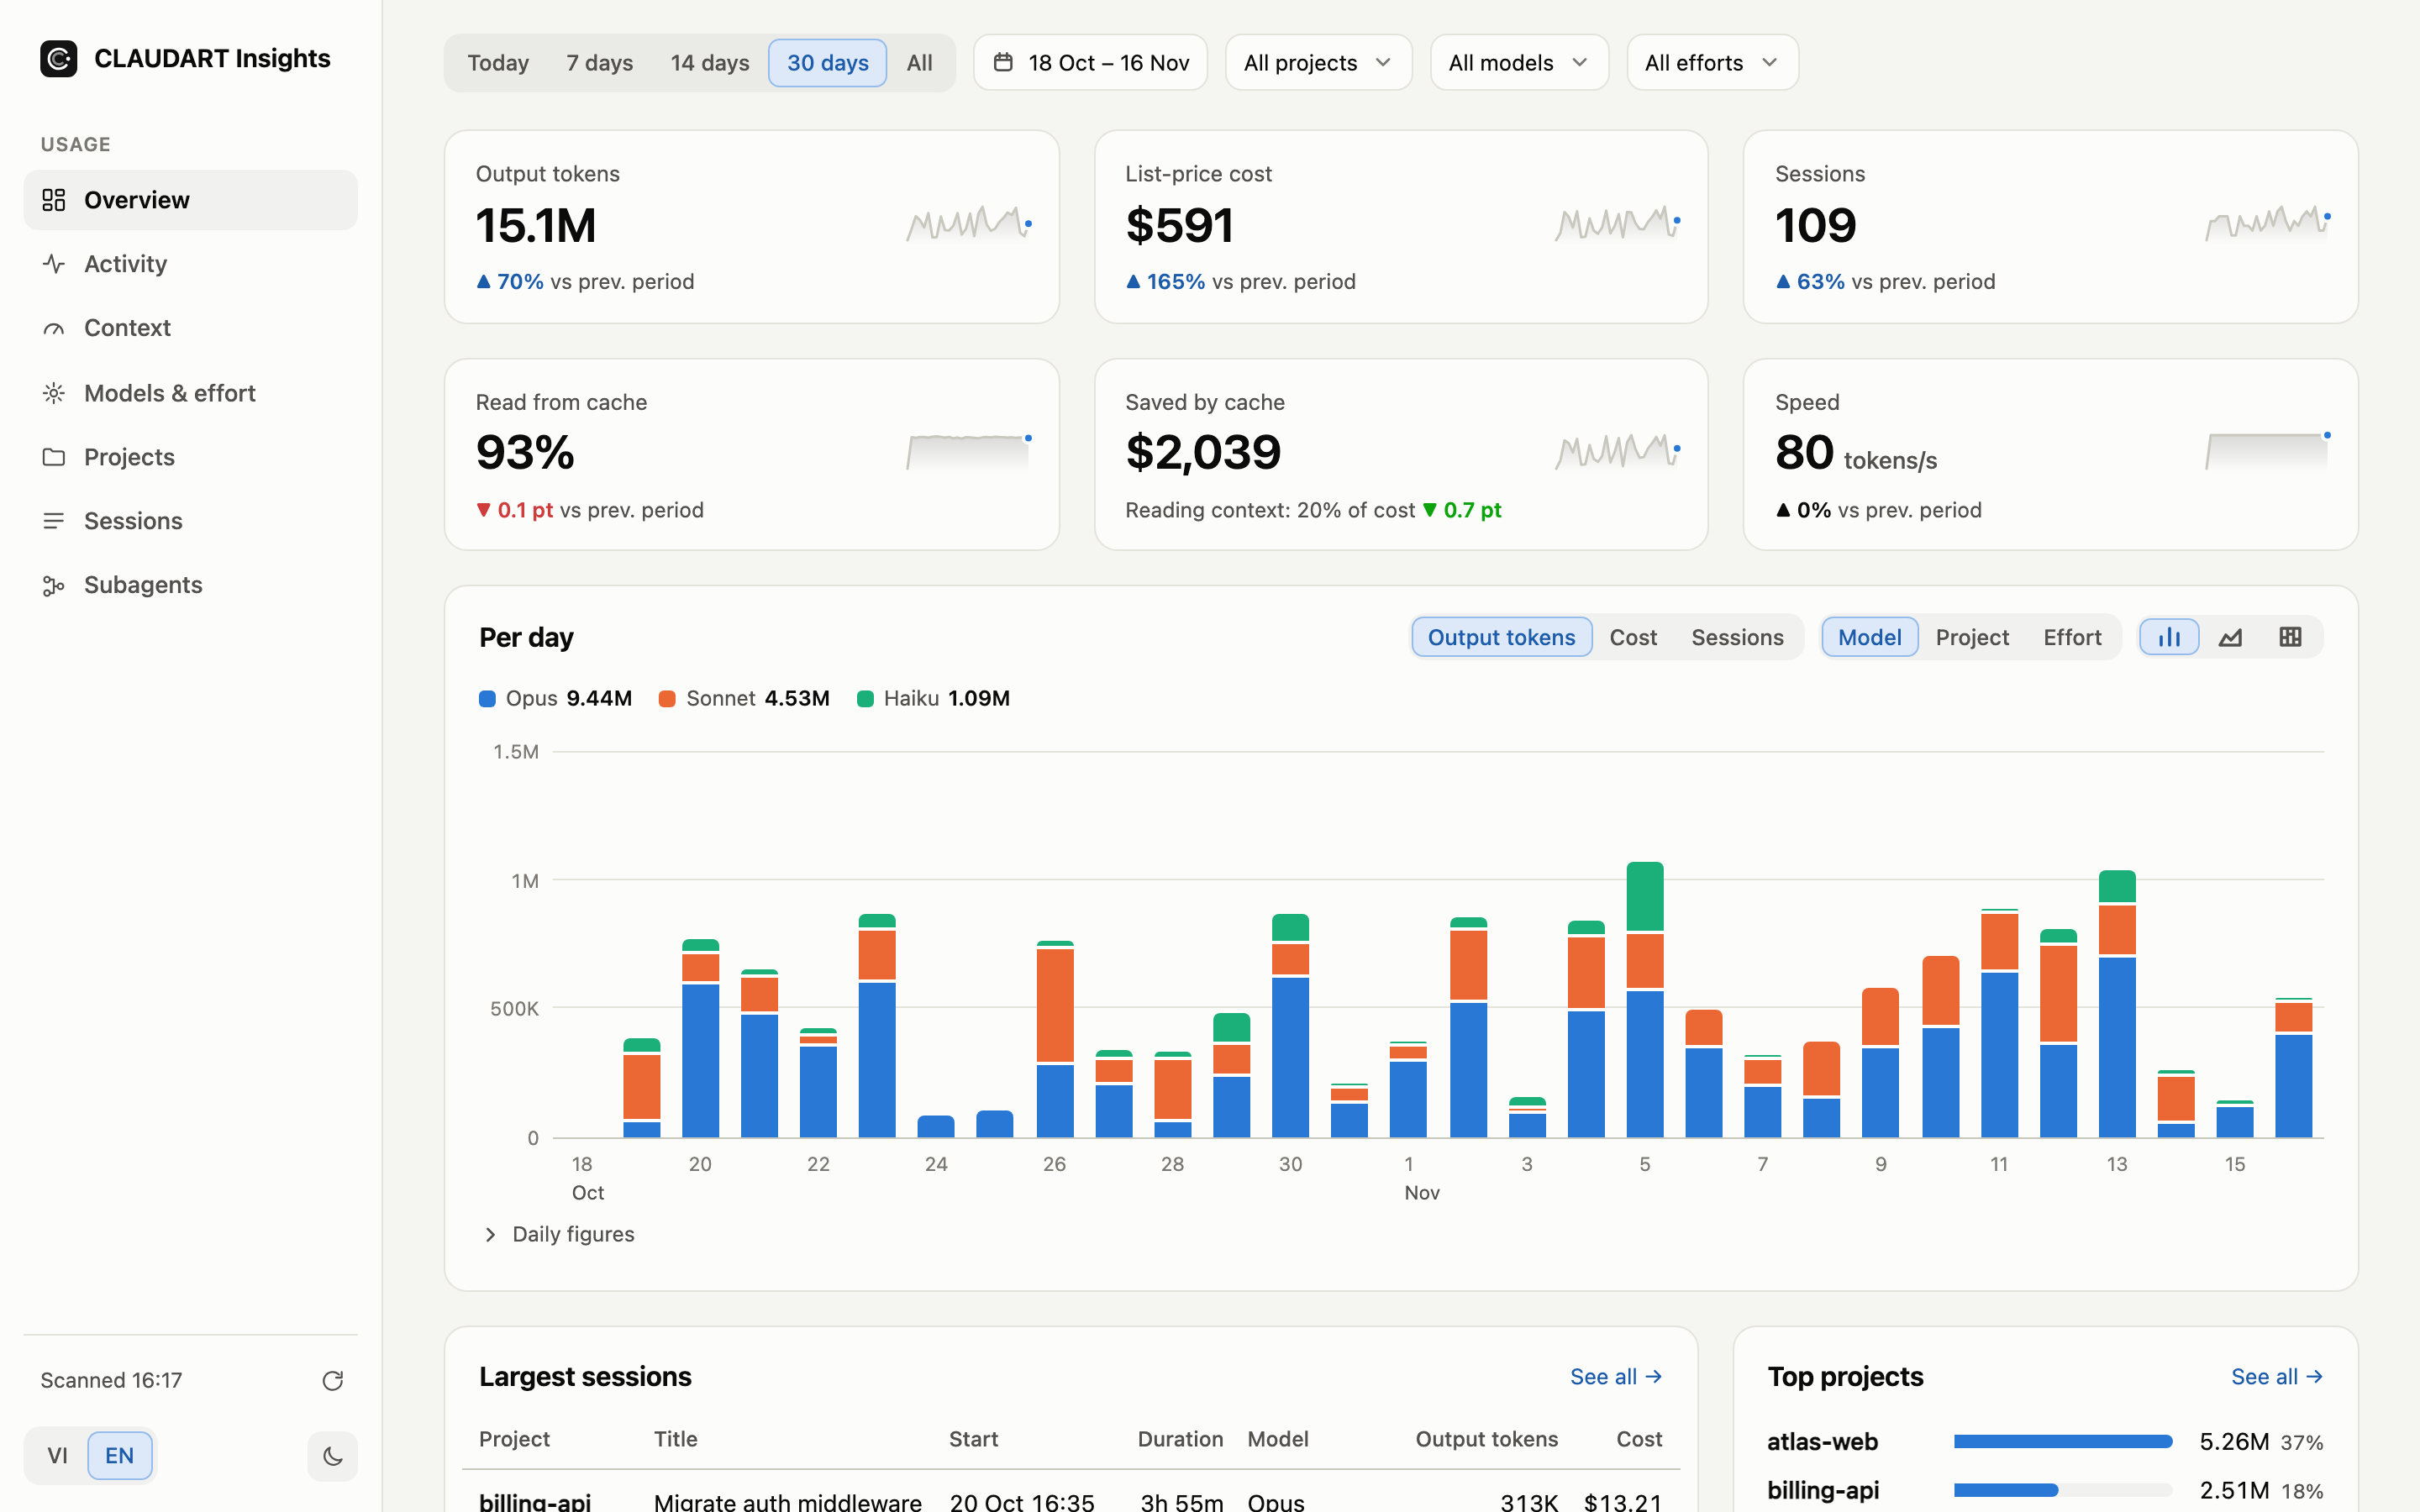 CLAUDART Insights
USAGE
Overview
Activity
Context
Models & effort
Projects
Sessions
Subagents
Scanned 16:17
VI EN
Today 7 days 14 days 30 days All 18 Oct – 16 Nov All projects All models All efforts
Output tokens
15.1M
▲ 70% vs prev. period
List-price cost
$591
▲ 165% vs prev. period
Sessions
109
▲ 63% vs prev. period
Read from cache
93%
▼ 0.1 pt vs prev. period
Saved by cache
$2,039
Reading context: 20% of cost ▼ 0.7 pt
Speed
80 tokens/s
▲ 0% vs prev. period
Per day
Output tokens Cost Sessions Model Project Effort
Opus 9.44M Sonnet 4.53M Haiku 1.09M
1.5M
1M
500K
0
18 20 22 24 26 28 30 1 3 5 7 9 11 13 15
Oct Nov
Daily figures
Largest sessions See all →
Project Title Start Duration Model Output tokens Cost
billing-api Migrate auth middleware 20 Oct 16:35 3h 55m Opus 313K $13.21
Top projects See all →
atlas-web 5.26M 37%
billing-api 2.51M 18%